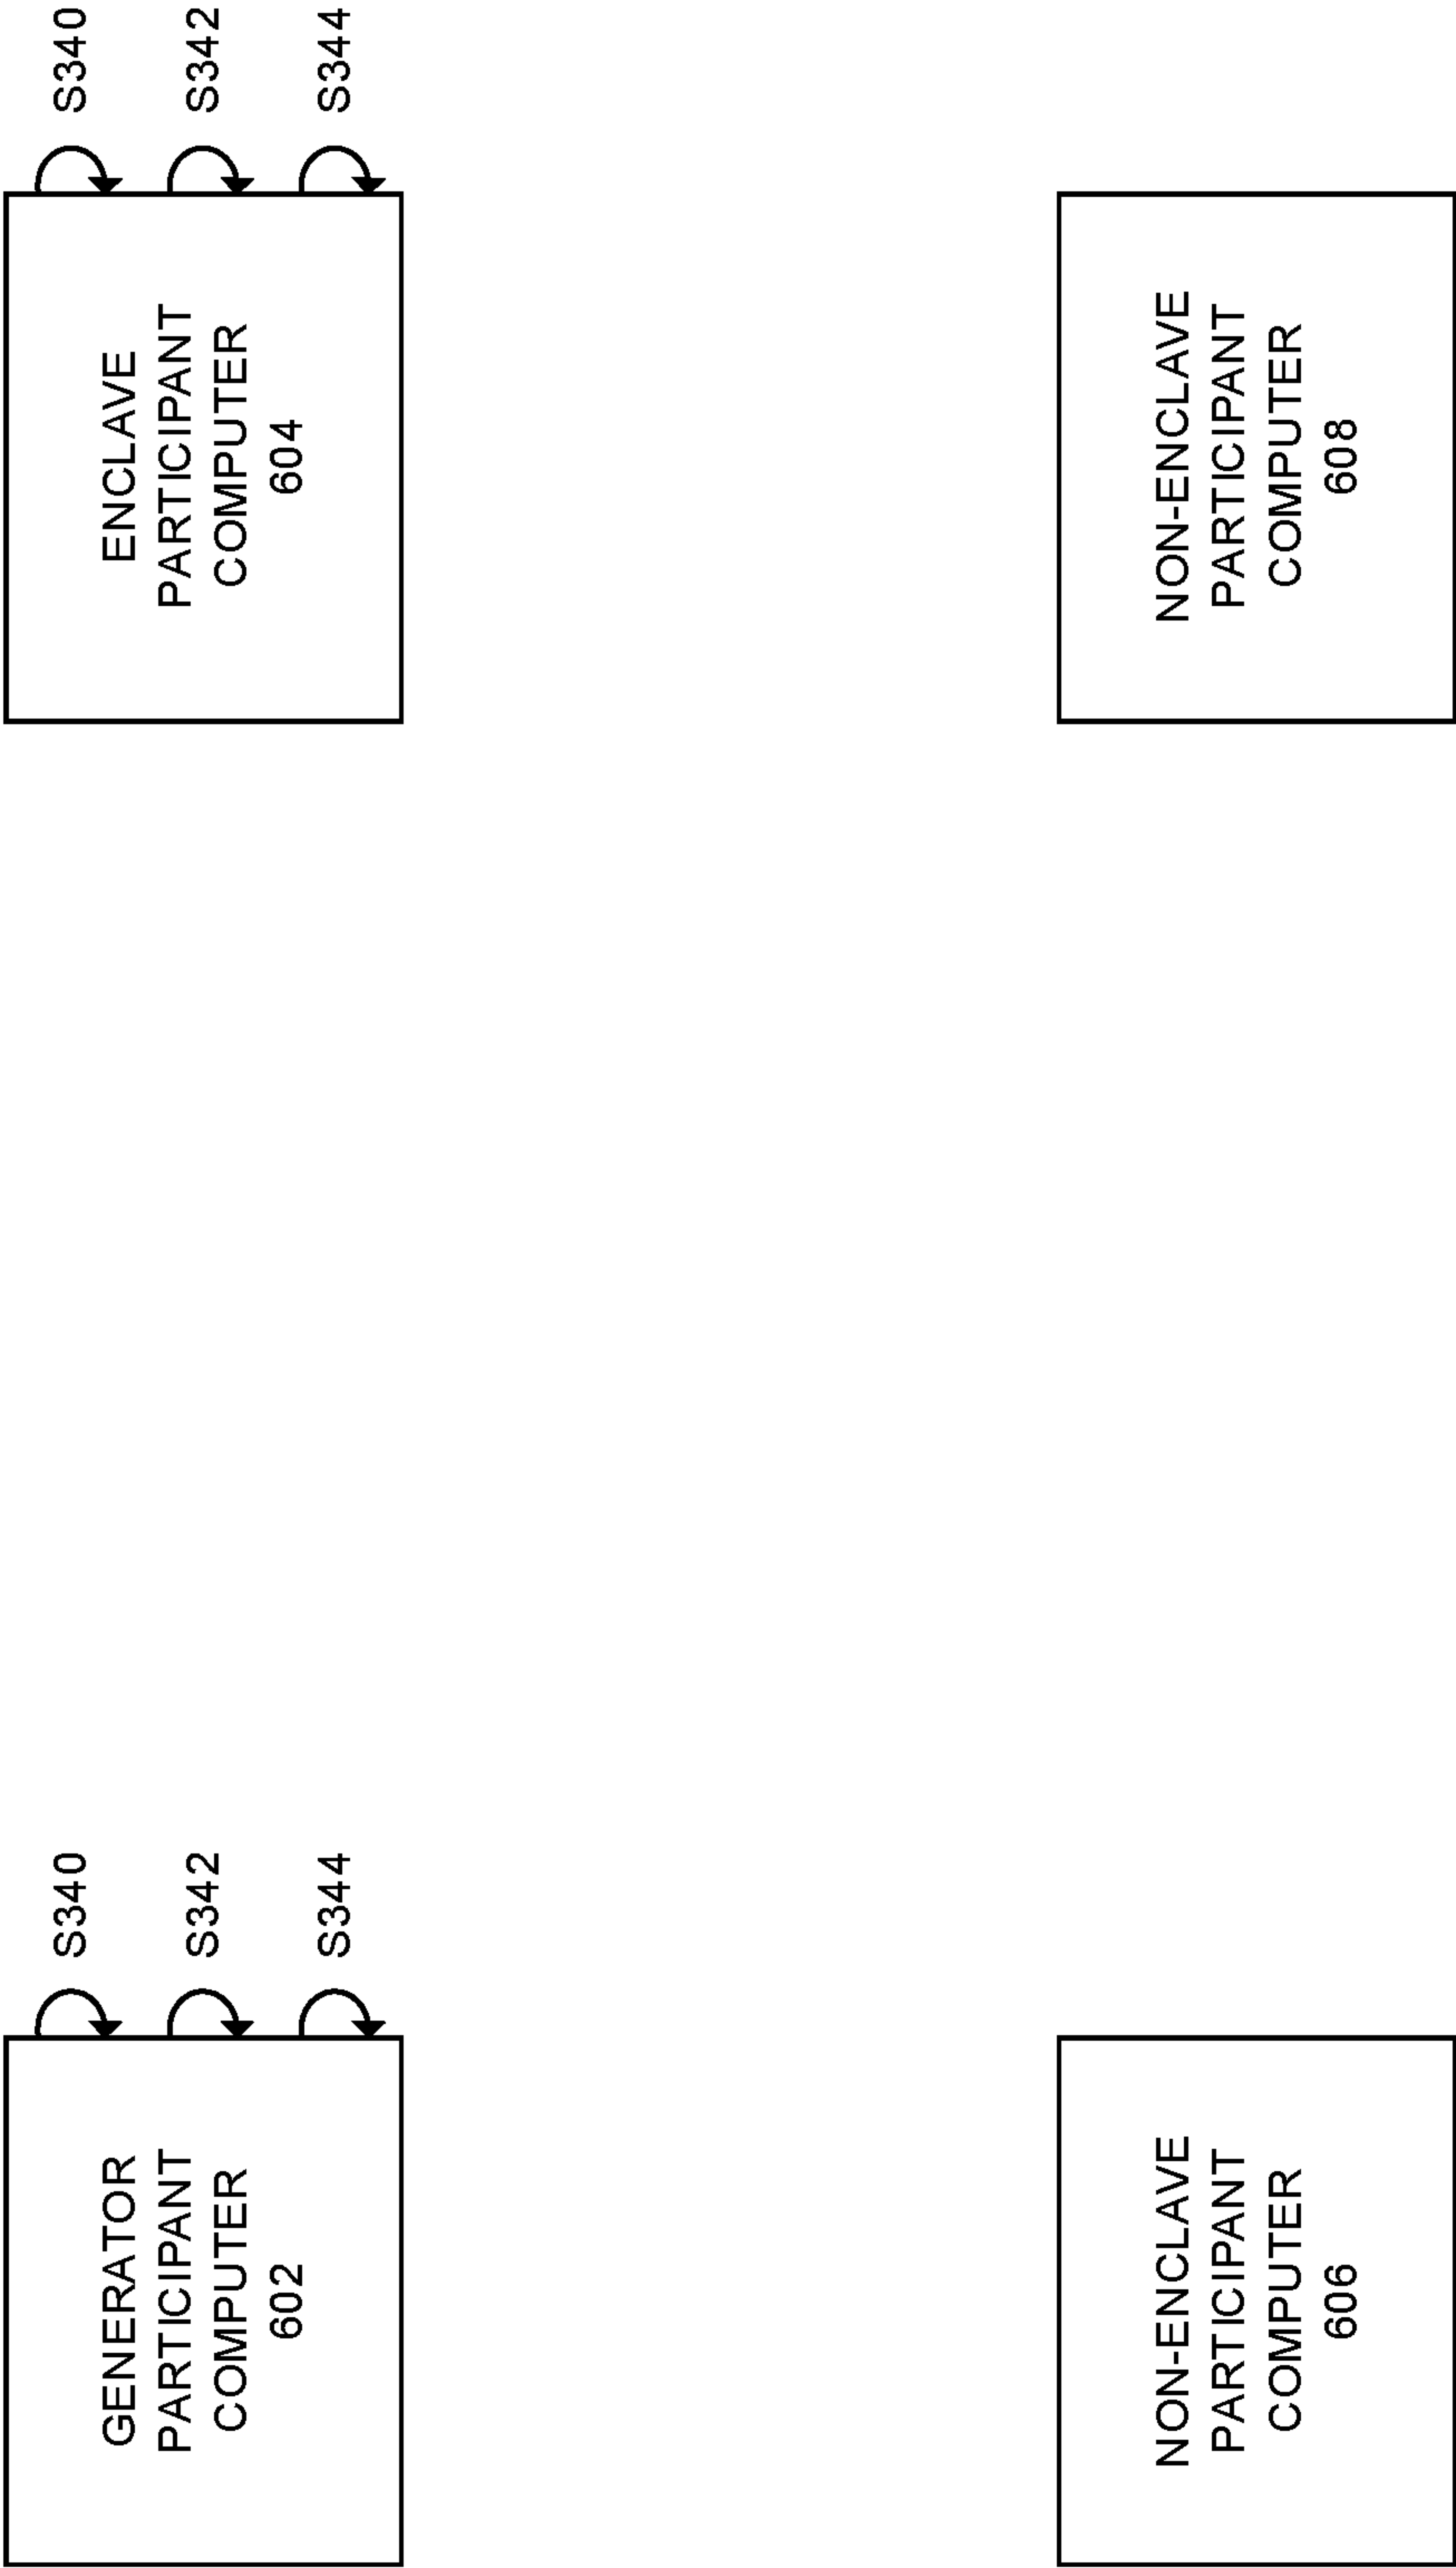 GENERATOR
PARTICIPANT
COMPUTER
602
S340
S342
S344
ENCLAVE
PARTICIPANT
COMPUTER
604
S340
S342
S344
NON-ENCLAVE
PARTICIPANT
COMPUTER
606
NON-ENCLAVE
PARTICIPANT
COMPUTER
608